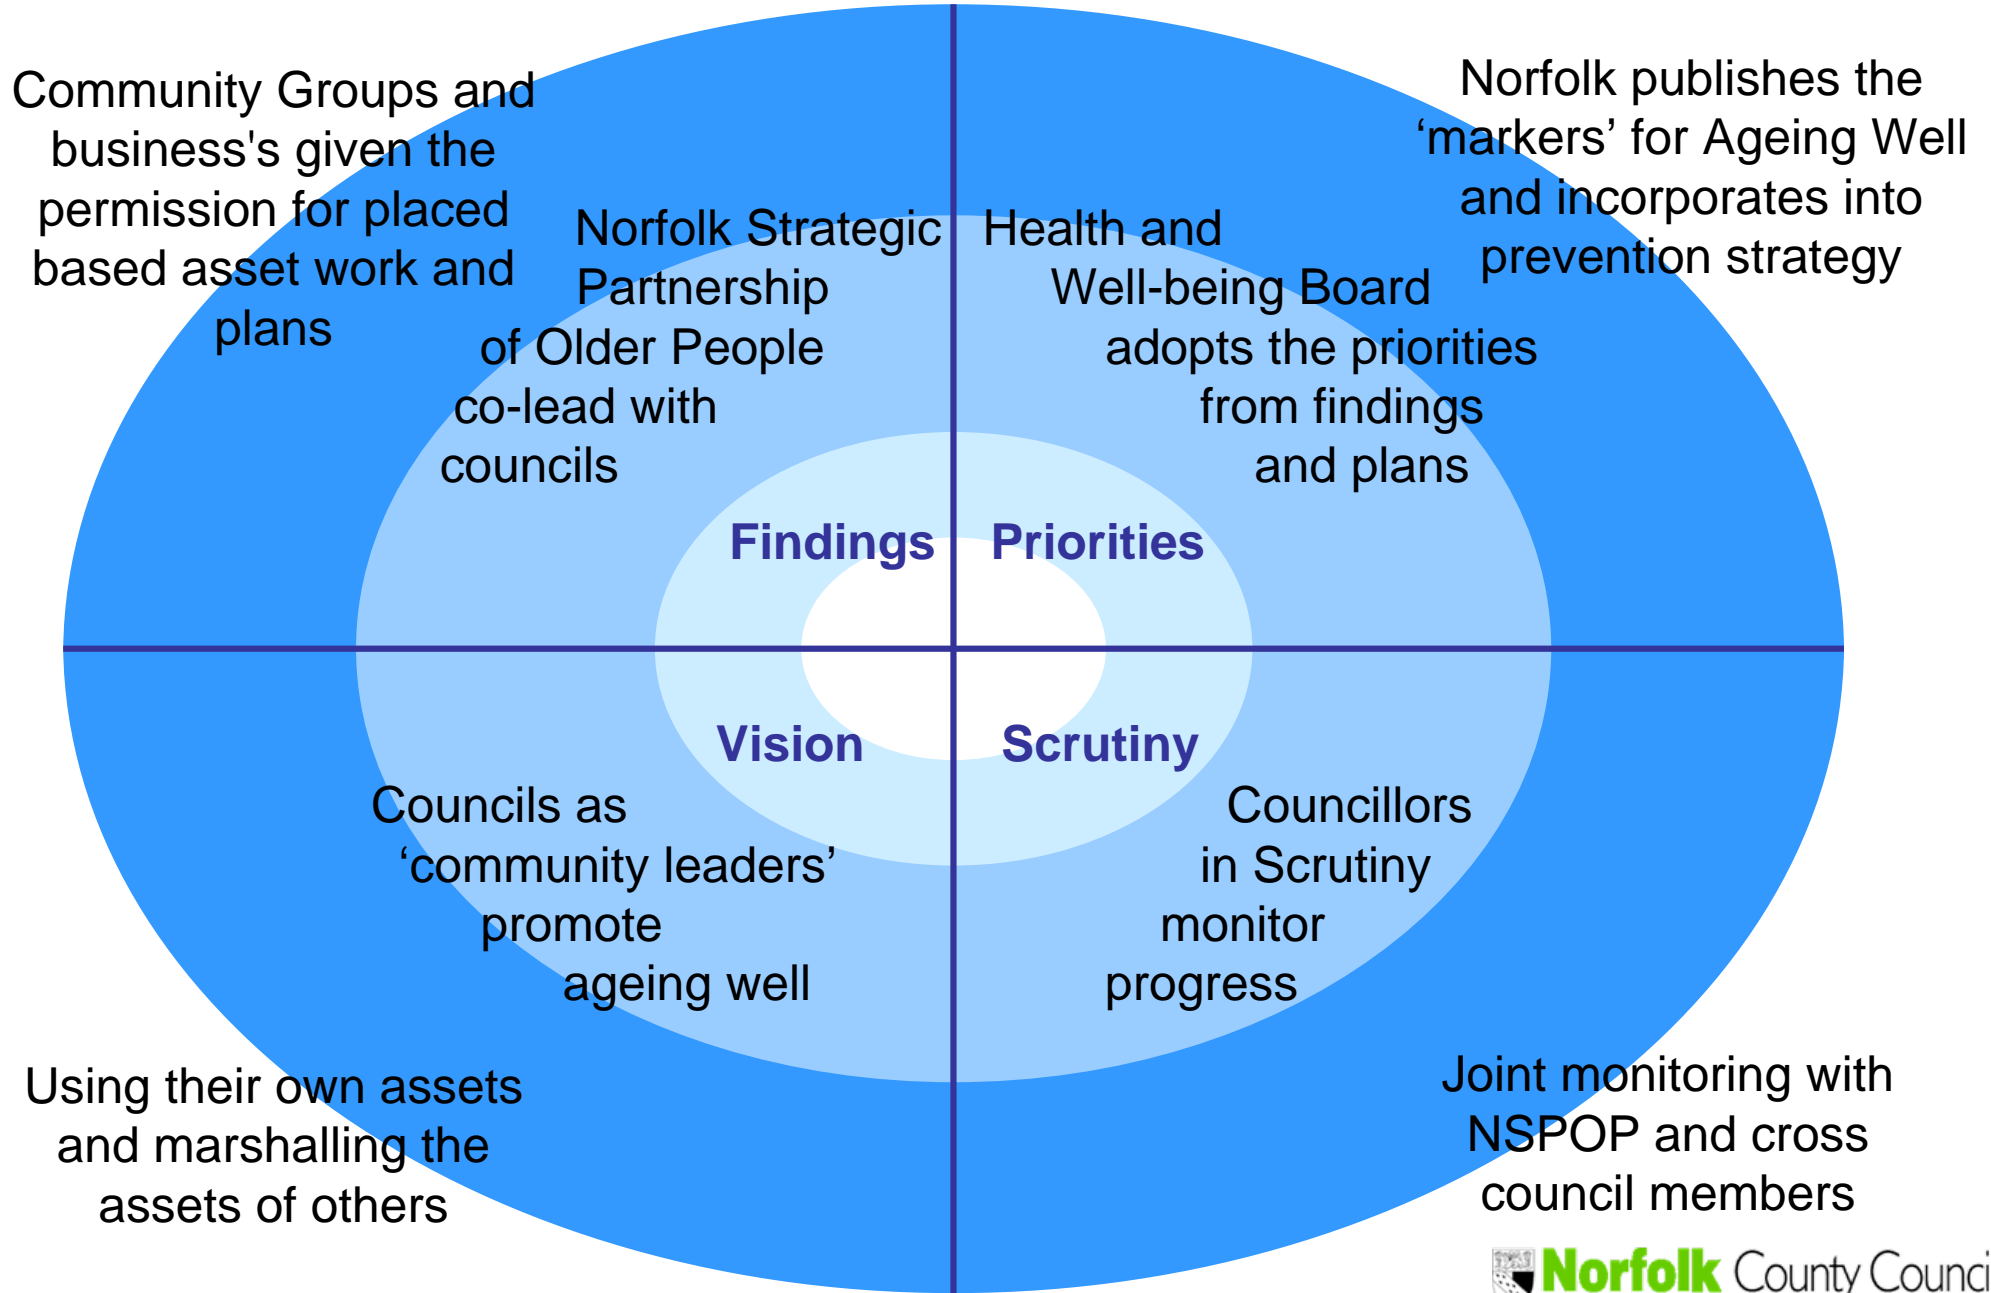 Community Groups and
business's given the
permission for placed
based asset work and
plans
Norfolk Strategic
Partnership
of Older People
co-lead with
councils
Health and
Well-being Board
adopts the priorities
from findings
and plans
Norfolk publishes the
‘markers’ for Ageing Well
and incorporates into
prevention strategy
Findings
Priorities
Vision
Scrutiny
Councils as
‘community leaders’
promote
ageing well
Councillors
in Scrutiny
monitor
progress
Using their own assets
and marshalling the
assets of others
Joint monitoring with
NSPOP and cross
council members
Norfolk County Counci